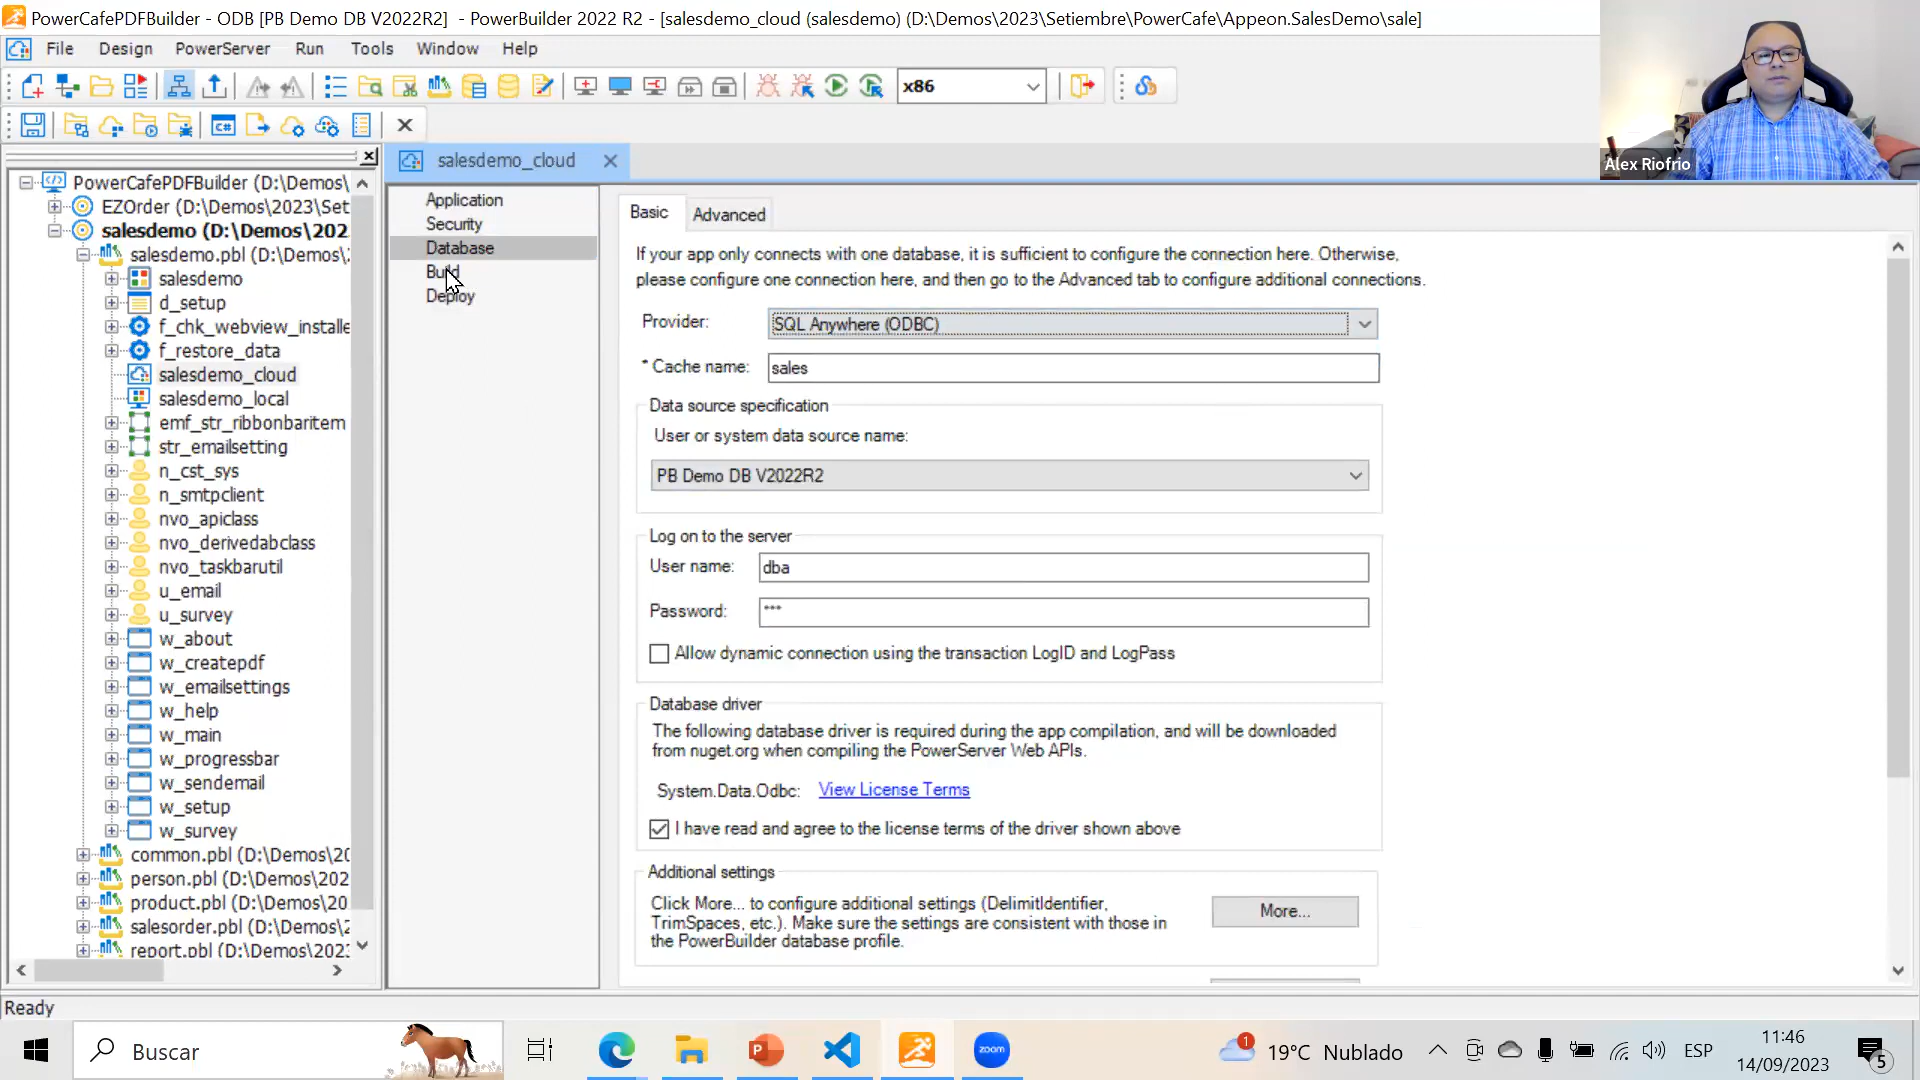 PowerCafePDFBuilder - ODB [PB Demo DB V2022R2]  - PowerBuilder 2022 R2 - [salesdemo_cloud (salesdemo) (D:\Demos\2023\Setiembre\PowerCafe\Appeon.SalesDemo\sale]
File Design PowerServer Run Tools Window Help
x86
C#
Alex Riofrio
PowerCafePDFBuilder (D:\Demos\
EZOrder (D:\Demos\2023\Set
salesdemo (D:\Demos\202
salesdemo.pbl (D:\Demos\2
salesdemo
d_setup
f_chk_webview_installe
f_restore_data
salesdemo_cloud
salesdemo_local
emf_str_ribbonbaritem
str_emailsetting
n_cst_sys
n_smtpclient
nvo_apiclass
nvo_derivedabclass
nvo_taskbarutil
u_email
u_survey
w_about
w_createpdf
w_emailsettings
w_help
w_main
w_progressbar
w_sendemail
w_setup
w_survey
common.pbl (D:\Demos\20
person.pbl (D:\Demos\202
product.pbl (D:\Demos\20
salesorder.pbl (D:\Demos\2
report.pbl (D:\Demos\2023
salesdemo_cloud
Application
Security
Database
Build
Deploy
Basic Advanced
If your app only connects with one database, it is sufficient to configure the connection here. Otherwise,
please configure one connection here, and then go to the Advanced tab to configure additional connections.
Provider: SQL Anywhere (ODBC)
* Cache name: sales
Data source specification
User or system data source name:
PB Demo DB V2022R2
Log on to the server
User name: dba
Password: ***
Allow dynamic connection using the transaction LogID and LogPass
Database driver
The following database driver is required during the app compilation, and will be downloaded
from nuget.org when compiling the PowerServer Web APIs.
System.Data.Odbc: View License Terms
I have read and agree to the license terms of the driver shown above
Additional settings
Click More... to configure additional settings (DelimitIdentifier,
TrimSpaces, etc.). Make sure the settings are consistent with those in
the PowerBuilder database profile.
More...
Ready
Buscar
P
zoom
1
19°C Nublado
ESP
11:46
14/09/2023
5